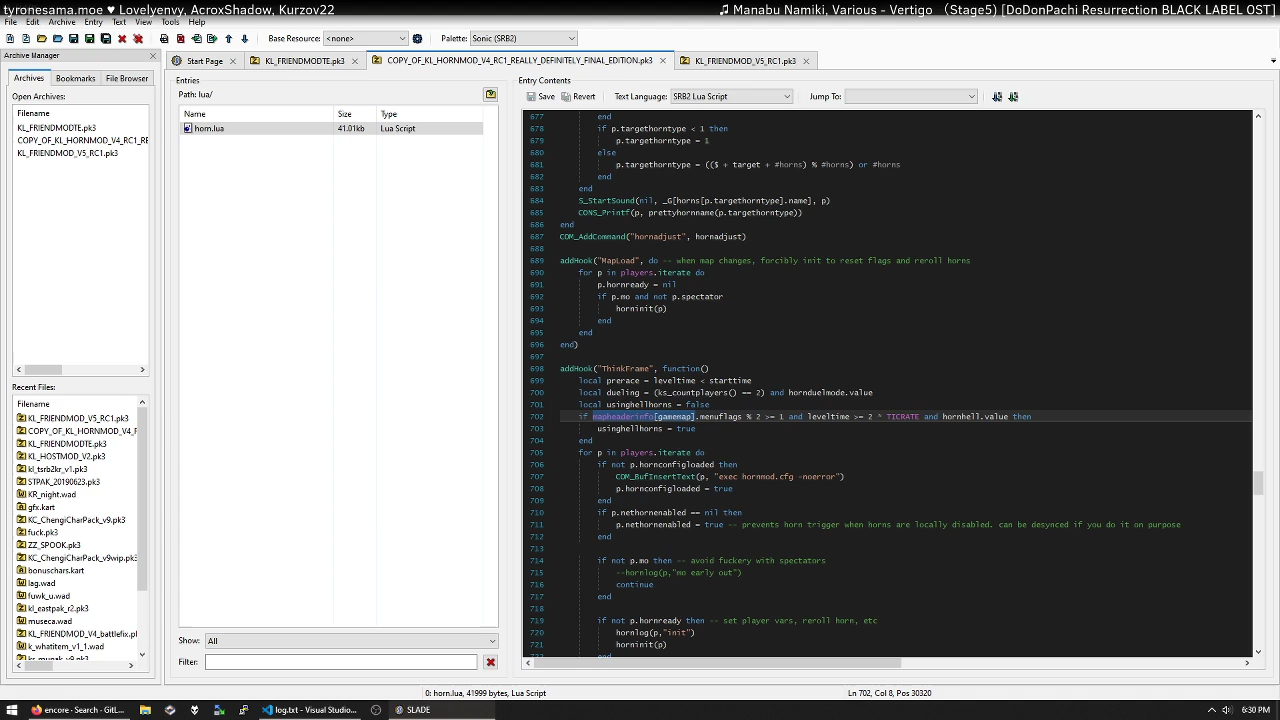 tyronesama.moe ♥ Lovelyenvy, AcroxShadow, Kurzov22
♫ Manabu Namiki, Various - Vertigo （Stage5）[DoDonPachi Resurrection BLACK LABEL OST]
File Edit Archive Entry Text View Tools Help
Base Resource: <none> Palette: Sonic (SRB2)
Archive Manager
Start Page KL_FRIENDMODTE.pk3 COPY_OF_KL_HORNMOD_V4_RC1_REALLY_DEFINITELY_FINAL_EDITION.pk3 KL_FRIENDMOD_V5_RC1.pk3
Archives Bookmarks File Browser
Open Archives:
Filename
KL_FRIENDMODTE.pk3
COPY_OF_KL_HORNMOD_V4_RC1_RE
KL_FRIENDMOD_V5_RC1.pk3
Recent Files:
Filename
KL_FRIENDMOD_V5_RC1.pk3
COPY_OF_KL_HORNMOD_V4_RC
KL_FRIENDMODTE.pk3
KL_HOSTMOD_V2.pk3
kl_tsrb2kr_v1.pk3
STPAK_20190623.pk3
KR_night.wad
gfx.kart
KC_ChengiCharPack_v9.pk3
fuck.pk3
ZZ_SPOOK.pk3
KC_ChengiCharPack_v9wip.pk3
bonuschars.kart
lsg.wad
fuwk_u.wad
kl_eastpak_r2.pk3
museca.wad
KL_FRIENDMOD_V1_battlefix.pk3
k_whatitem_v1_1.wad
Entries
Path: lua/
Name Size Type
horn.lua 41.01kb Lua Script
Show: All
Filter:
Entry Contents
Save Revert Text Language: SRB2 Lua Script Jump To:
677 end
678 if p.targethorntype < 1 then
679 p.targethorntype = 1
680 else
681 p.targethorntype = (($ + target + #horns) % #horns) or #horns
682 end
683 end
684 S_StartSound(nil, _G[horns[p.targethorntype].name], p)
685 CONS_Printf(p, prettyhornname(p.targethorntype))
686 end
687 COM_AddCommand("hornadjust", hornadjust)
688
689 addHook("MapLoad", do -- when map changes, forcibly init to reset flags and reroll horns
690 for p in players.iterate do
691 p.hornready = nil
692 if p.mo and not p.spectator
693 horninit(p)
694 end
695 end
696 end)
697
698 addHook("ThinkFrame", function()
699 local prerace = leveltime < starttime
700 local dueling = (ks_countplayers() == 2) and hornduelmode.value
701 local usinghellhorns = false
702 if mapheaderinfo[gamemap].menuflags % 2 >= 1 and leveltime >= 2 * TICRATE and hornhell.value then
703 usinghellhorns = true
704 end
705 for p in players.iterate do
706 if not p.hornconfigloaded then
707 COM_BufInsertText(p, "exec hornmod.cfg -noerror")
708 p.hornconfigloaded = true
709 end
710 if p.nethornenabled == nil then
711 p.nethornenabled = true -- prevents horn trigger when horns are locally disabled. can be desynced if you do it on purpose
712 end
713
714 if not p.mo then -- avoid fuckery with spectators
715 --hornlog(p,"mo early out")
716 continue
717 end
718
719 if not p.hornready then -- set player vars, reroll horn, etc
720 hornlog(p,"init")
721 horninit(p)
0: horn.lua, 41999 bytes, Lua Script
Ln 702, Col 8, Pos 30320
encore - Search - GitL... log.txt - Visual Studio... SLADE 6:30 PM